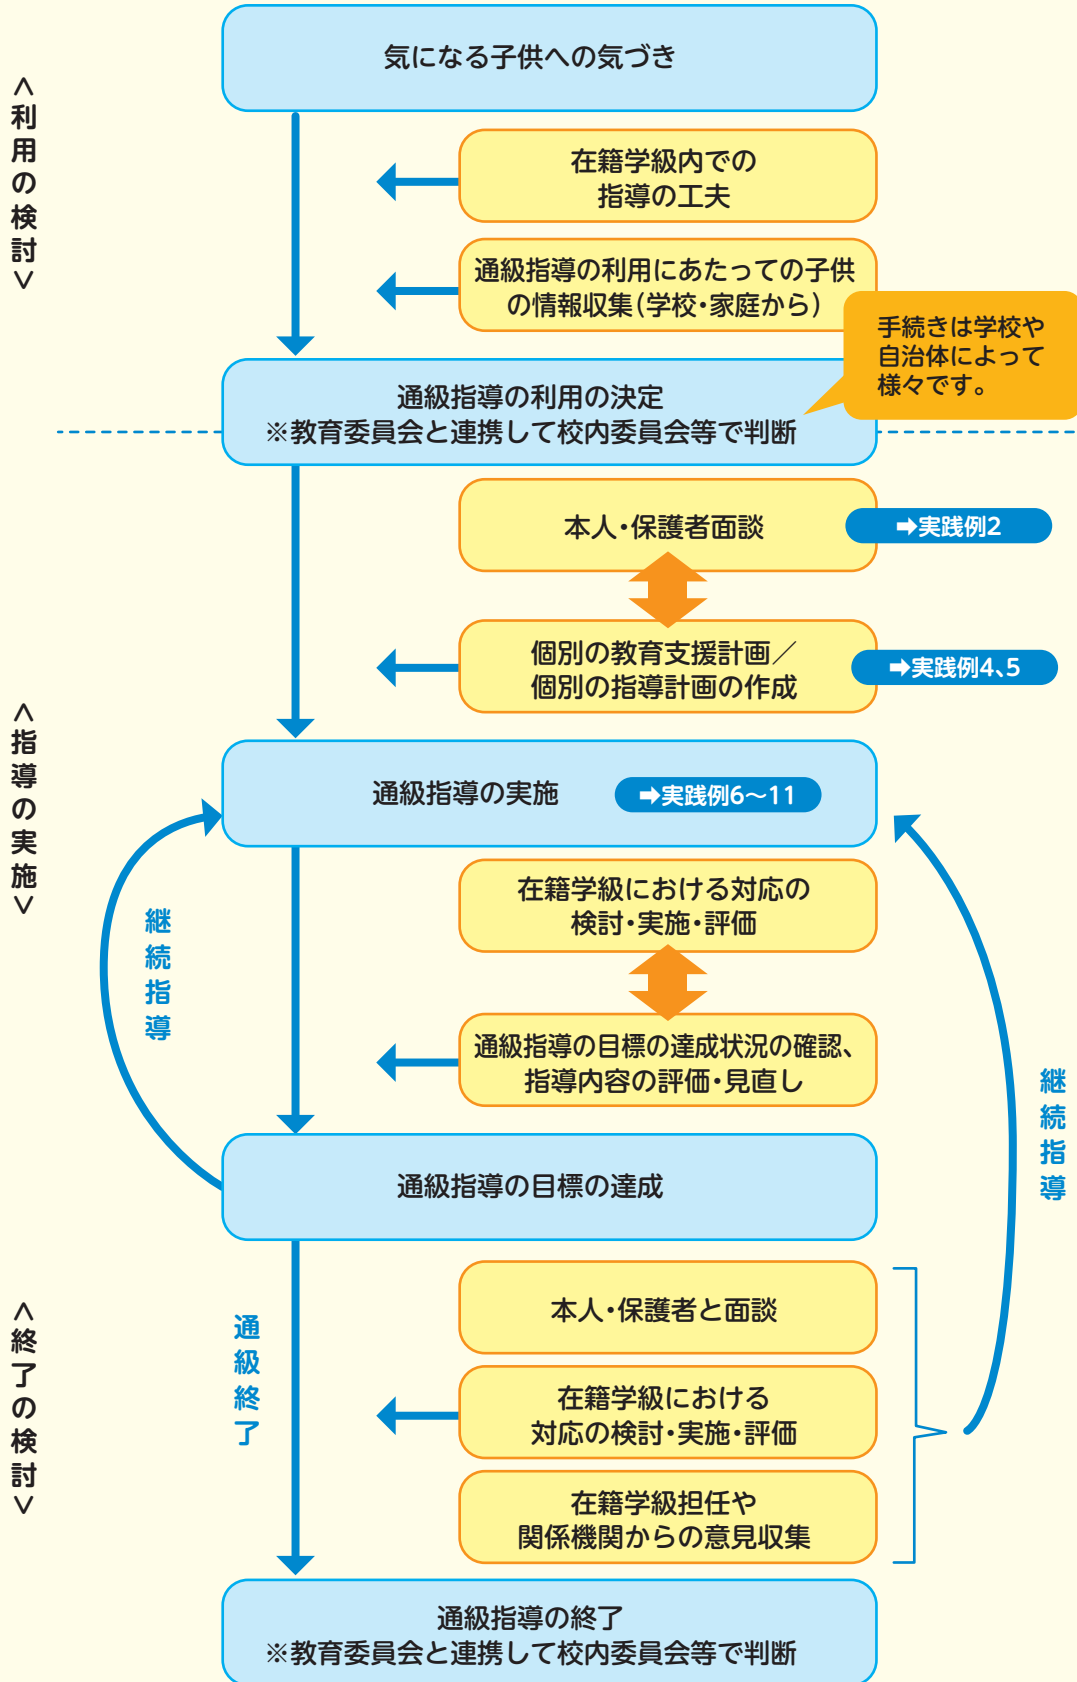 <利用の検討>
気になる子供への気づき
在籍学級内での
指導の工夫
通級指導の利用にあたっての子供
の情報収集(学校・家庭から)
手続きは学校や
自治体によって
様々です。
通級指導の利用の決定
※教育委員会と連携して校内委員会等で判断
<指導の実施>
本人・保護者面談
➡実践例2
個別の教育支援計画／
個別の指導計画の作成
➡実践例4、5
通級指導の実施
➡実践例6〜11
継続指導
在籍学級における対応の
検討・実施・評価
通級指導の目標の達成状況の確認、
指導内容の評価・見直し
継続指導
通級指導の目標の達成
<終了の検討>
通級終了
本人・保護者と面談
在籍学級における
対応の検討・実施・評価
在籍学級担任や
関係機関からの意見収集
通級指導の終了
※教育委員会と連携して校内委員会等で判断